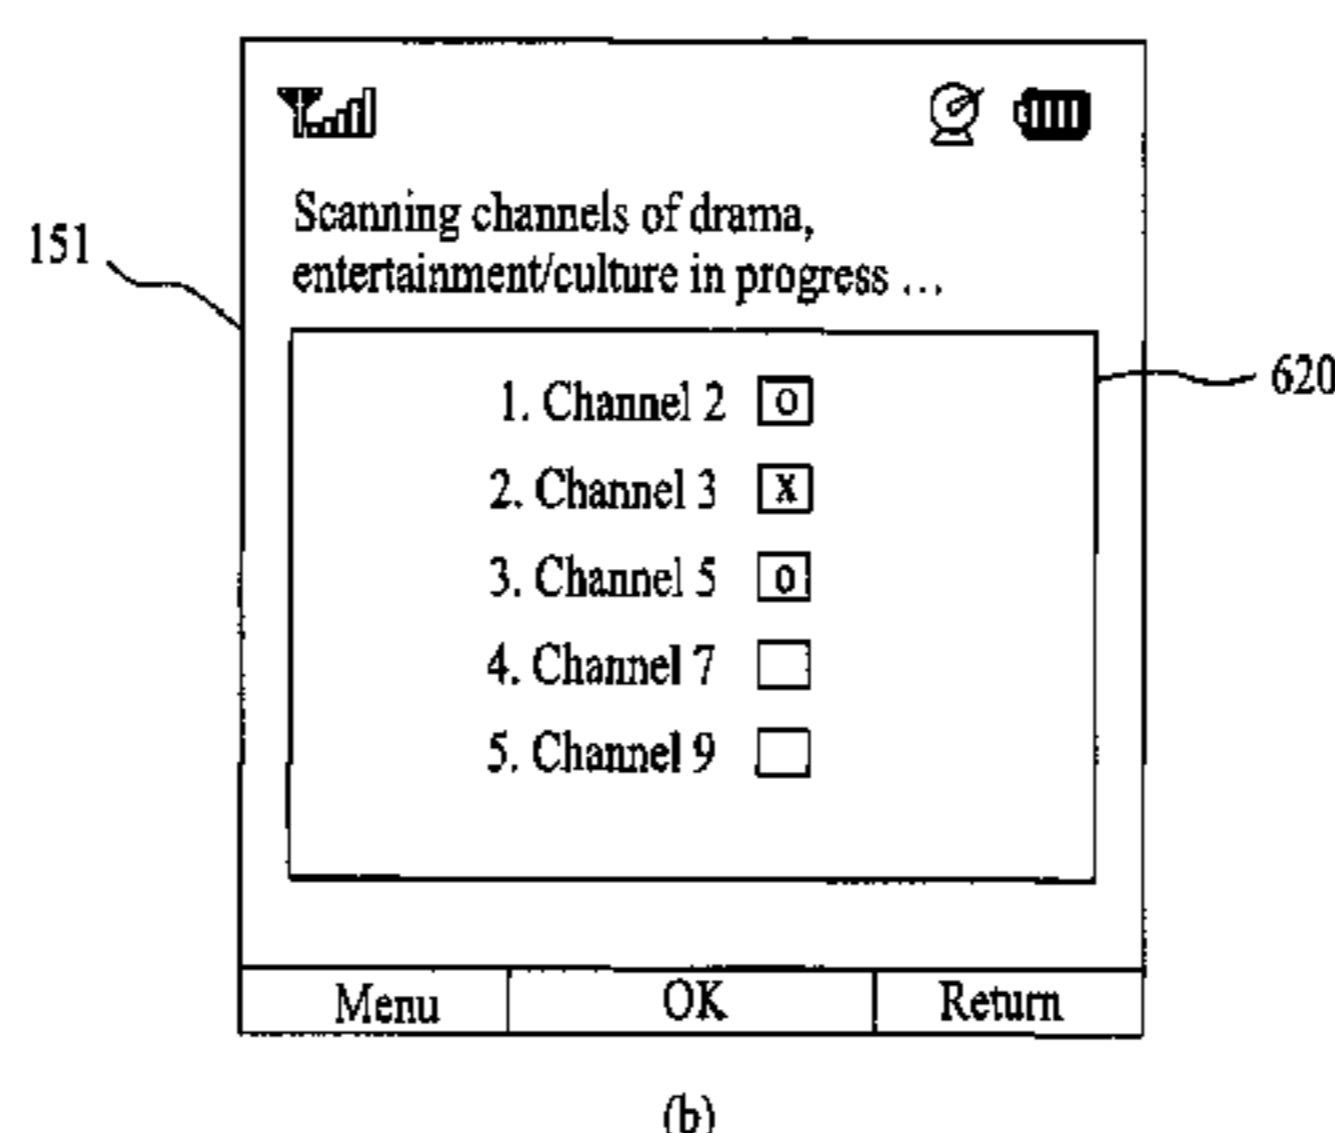 Scanning channels of drama,
entertainment/culture in progress ...
151
620
1. Channel 2 O
2. Channel 3 X
3. Channel 5 O
4. Channel 7
5. Channel 9
Menu OK Return
(b)